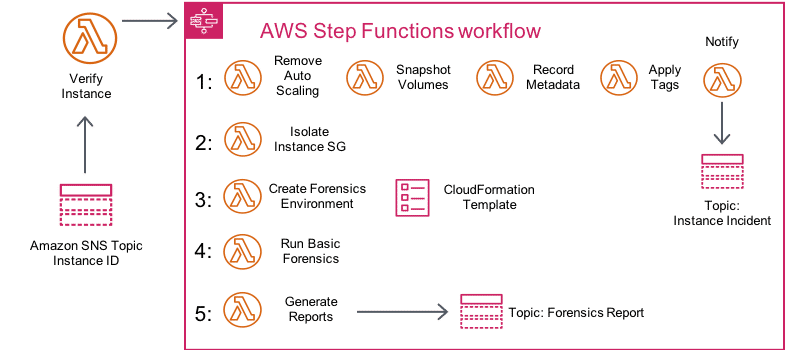 AWS Step Functions workflow
Verify
Instance
Amazon SNS Topic
Instance ID
1:
Remove
Auto
Scaling
Snapshot
Volumes
Record
Metadata
Apply
Tags
Notify
Topic:
Instance Incident
2:
Isolate
Instance SG
3:
Create Forensics
Environment
CloudFormation
Template
4:
Run Basic
Forensics
5:
Generate
Reports
Topic: Forensics Report